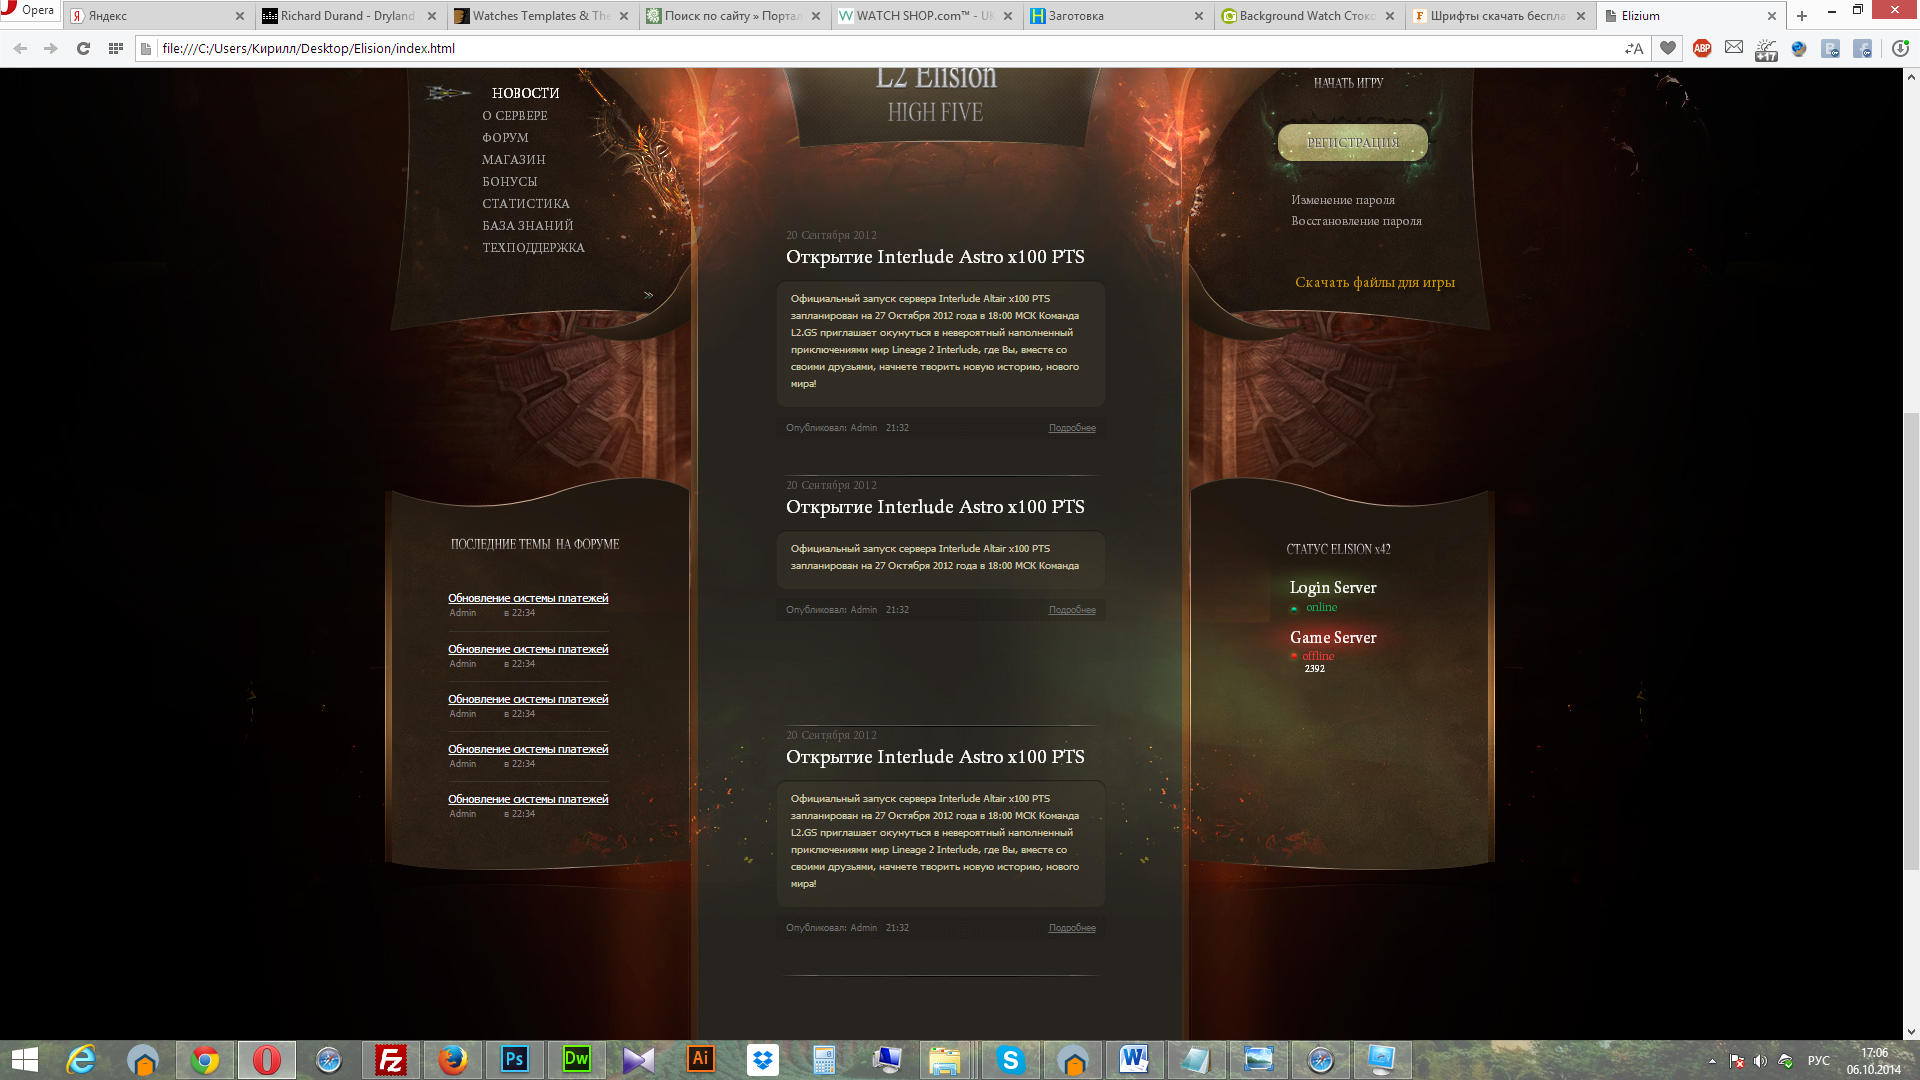 Opera
Яндекс
Richard Durand - Dryland
Watches Templates & The
Поиск по сайту » Портал
WATCH SHOP.com™ - UK
Заготовка
Background Watch Стоко
Шрифты скачать беспла
Elizium
file:///C:/Users/Кирилл/Desktop/Elision/index.html
ABP
+17
НОВОСТИ
О СЕРВЕРЕ
ФОРУМ
МАГАЗИН
БОНУСЫ
СТАТИСТИКА
БАЗА ЗНАНИЙ
ТЕХПОДДЕРЖКА
L2 Elision
HIGH FIVE
НАЧАТЬ ИГРУ
РЕГИСТРАЦИЯ
Изменение пароля
Восстановление пароля
Скачать файлы для игры
20 Сентября 2012
Открытие Interlude Astro x100 PTS
Официальный запуск сервера Interlude Altair x100 PTS
запланирован на 27 Октября 2012 года в 18:00 МСК Команда
L2.GS приглашает окунуться в невероятный наполненный
приключениями мир Lineage 2 Interlude, где Вы, вместе со
своими друзьями, начнете творить новую историю, нового
мира!
Опубликовал: Admin 21:32 Подробнее
20 Сентября 2012
Открытие Interlude Astro x100 PTS
Официальный запуск сервера Interlude Altair x100 PTS
запланирован на 27 Октября 2012 года в 18:00 МСК Команда
Опубликовал: Admin 21:32 Подробнее
20 Сентября 2012
Открытие Interlude Astro x100 PTS
Официальный запуск сервера Interlude Altair x100 PTS
запланирован на 27 Октября 2012 года в 18:00 МСК Команда
L2.GS приглашает окунуться в невероятный наполненный
приключениями мир Lineage 2 Interlude, где Вы, вместе со
своими друзьями, начнете творить новую историю, нового
мира!
Опубликовал: Admin 21:32 Подробнее
ПОСЛЕДНИЕ ТЕМЫ НА ФОРУМЕ
Обновление системы платежей
Admin в 22:34
Обновление системы платежей
Admin в 22:34
Обновление системы платежей
Admin в 22:34
Обновление системы платежей
Admin в 22:34
Обновление системы платежей
Admin в 22:34
СТАТУС ELISION x42
Login Server
online
Game Server
offline
2392
Fz
Ps
Dw
Ai
РУС
17:06
06.10.2014